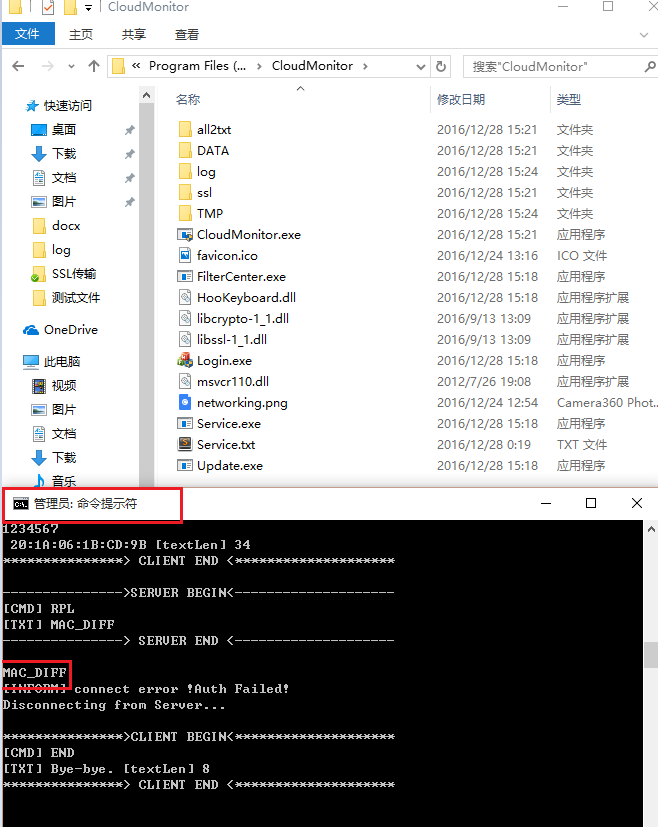 CloudMonitor
文件 主页 共享 查看
« Program Files (... > CloudMonitor > 搜索"CloudMonitor"
名称 修改日期 类型
快速访问
桌面
下载
文档
图片
docx
log
SSL传输
测试文件
OneDrive
此电脑
视频
图片
文档
下载
音乐
all2txt 2016/12/28 15:21 文件夹
DATA 2016/12/28 15:21 文件夹
log 2016/12/28 15:24 文件夹
ssl 2016/12/28 15:21 文件夹
TMP 2016/12/28 15:24 文件夹
CloudMonitor.exe 2016/12/28 15:21 应用程序
favicon.ico 2016/12/24 13:16 ICO 文件
FilterCenter.exe 2016/12/28 15:18 应用程序
HooKeyboard.dll 2016/12/28 15:18 应用程序扩展
libcrypto-1_1.dll 2016/9/13 13:09 应用程序扩展
libssl-1_1.dll 2016/9/13 13:09 应用程序扩展
Login.exe 2016/12/28 15:18 应用程序
msvcr110.dll 2012/7/26 19:08 应用程序扩展
networking.png 2016/12/24 12:54 Camera360 Phot...
Service.exe 2016/12/28 15:18 应用程序
Service.txt 2016/12/28 0:19 TXT 文件
Update.exe 2016/12/28 15:18 应用程序
管理员: 命令提示符
1234567
20:1A:06:1B:CD:9B [textLen] 34
***************> CLIENT END <********************
--------------->SERVER BEGIN<--------------------
[CMD] RPL
[TXT] MAC_DIFF
---------------> SERVER END <--------------------
MAC_DIFF
[INFORM] connect error !Auth Failed!
Disconnecting from Server...
***************>CLIENT BEGIN<********************
[CMD] END
[TXT] Bye-bye. [textLen] 8
***************> CLIENT END <********************